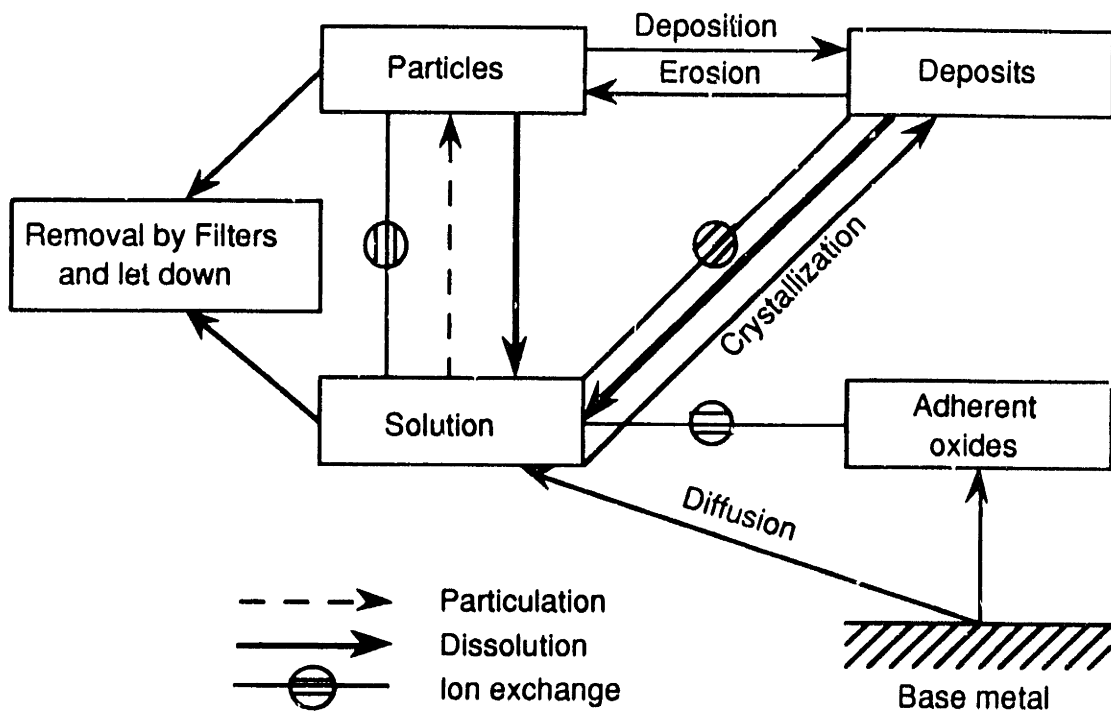 Deposition
Particles
Erosion
Deposits
Removal by Filters
and let down
Crystallization
Solution
Adherent
oxides
Diffusion
Particulation
Dissolution
Ion exchange
Base metal